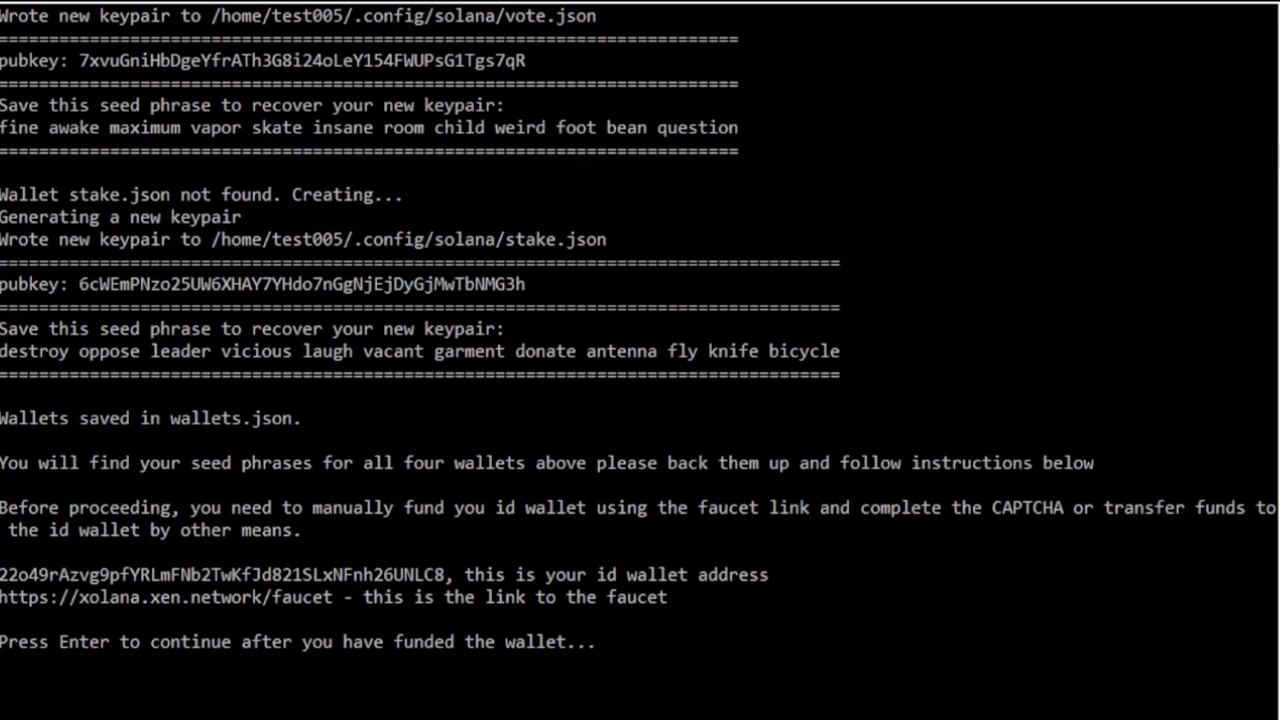 Wrote new keypair to /home/test005/.config/solana/vote.json
==========================================================================
pubkey: 7xvuGniHbDgeYfrATh3G8i24oLeY154FWUPsG1Tgs7qR
==========================================================================
Save this seed phrase to recover your new keypair:
fine awake maximum vapor skate insane room child weird foot bean question
==========================================================================
Wallet stake.json not found. Creating...
Generating a new keypair
Wrote new keypair to /home/test005/.config/solana/stake.json
====================================================================================
pubkey: 6cWEmPNzo25UW6XHAY7YHdo7nGgNjEjDyGjMwTbNMG3h
====================================================================================
Save this seed phrase to recover your new keypair:
destroy oppose leader vicious laugh vacant garment donate antenna fly knife bicycle
====================================================================================
Wallets saved in wallets.json.
You will find your seed phrases for all four wallets above please back them up and follow instructions below
Before proceeding, you need to manually fund you id wallet using the faucet link and complete the CAPTCHA or transfer funds to
the id wallet by other means.
22o49rAzvg9pfYRLmFNb2TwKfJd821SLxNFnh26UNLC8, this is your id wallet address
https://xolana.xen.network/faucet - this is the link to the faucet
Press Enter to continue after you have funded the wallet...